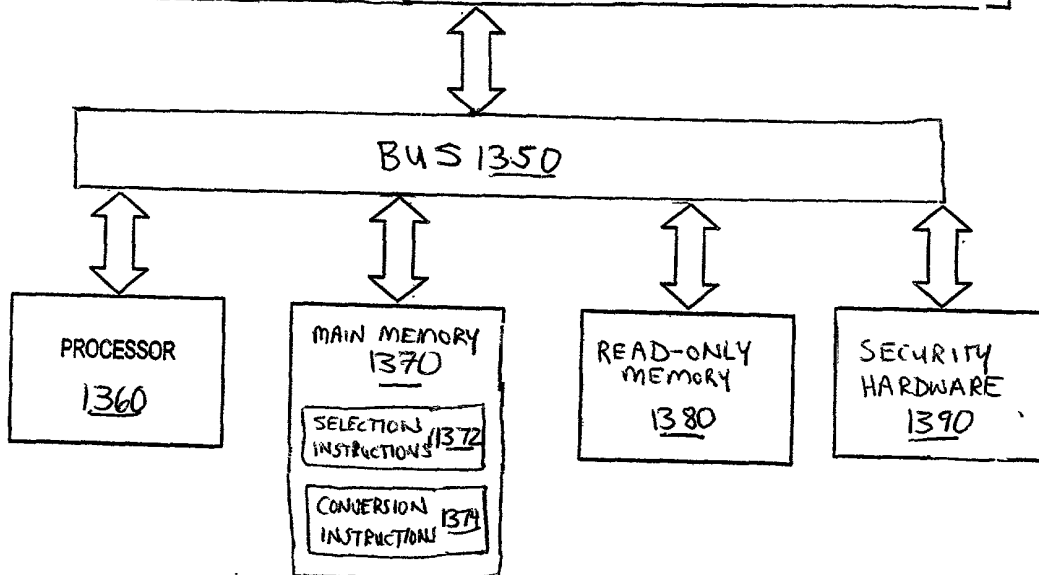 BUS 1350
PROCESSOR
1360
MAIN MEMORY
1370
SELECTION
INSTRUCTIONS 1372
CONVERSION
INSTRUCTIONS 1374
READ-ONLY
MEMORY
1380
SECURITY
HARDWARE
1390